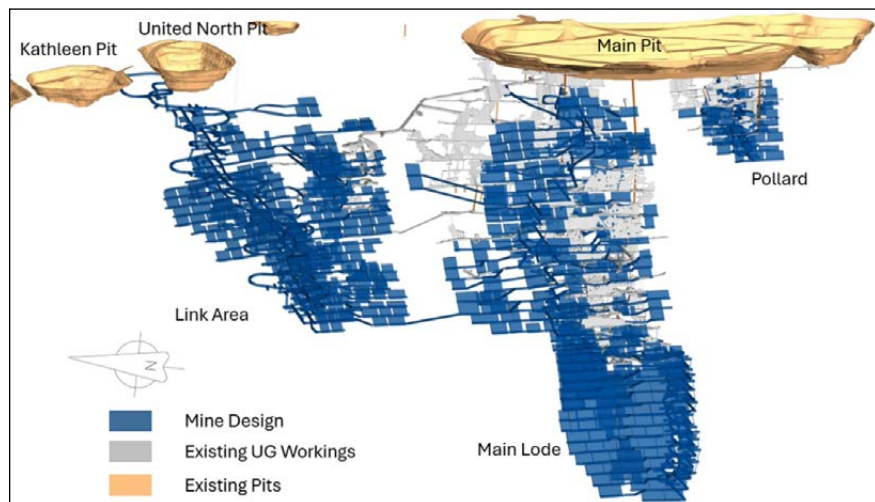 United North Pit
Kathleen Pit
Main Pit
Pollard
Link Area
N
Mine Design
Existing UG Workings
Main Lode
Existing Pits